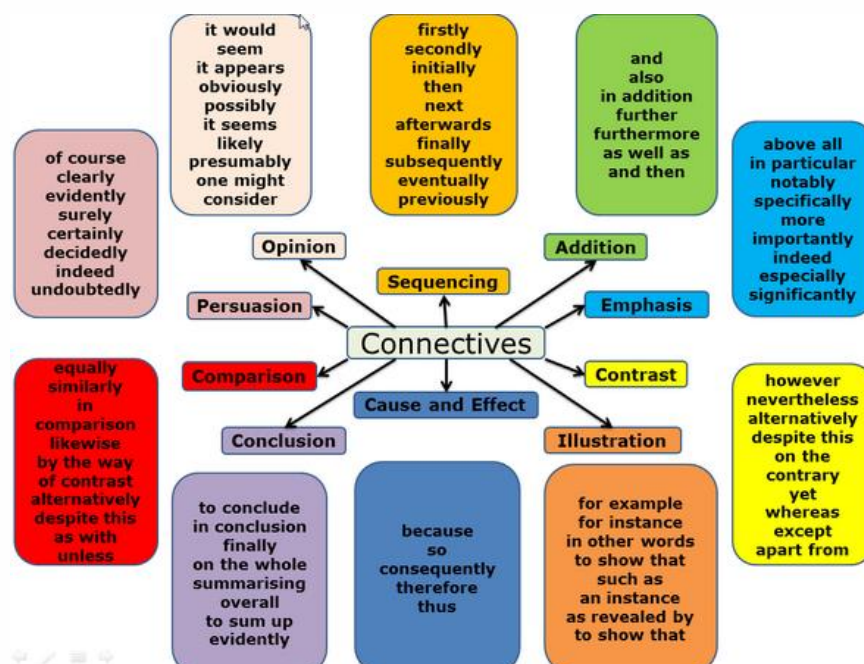 it would
seem
it appears
obviously
possibly
it seems
likely
presumably
one might
consider
firstly
secondly
initially
then
next
afterwards
finally
subsequently
eventually
previously
and
also
in addition
further
furthermore
as well as
and then
of course
clearly
evidently
surely
certainly
decidedly
indeed
undoubtedly
above all
in particular
notably
specifically
more
importantly
indeed
especially
significantly
Opinion
Addition
Sequencing
Persuasion
Emphasis
Connectives
Comparison
Contrast
Cause and Effect
Conclusion
Illustration
equally
similarly
in
comparison
likewise
by the way
of contrast
alternatively
despite this
as with
unless
however
nevertheless
alternatively
despite this
on the
contrary
yet
whereas
except
apart from
to conclude
in conclusion
finally
on the whole
summarising
overall
to sum up
evidently
because
so
consequently
therefore
thus
for example
for instance
in other words
to show that
such as
an instance
as revealed by
to show that